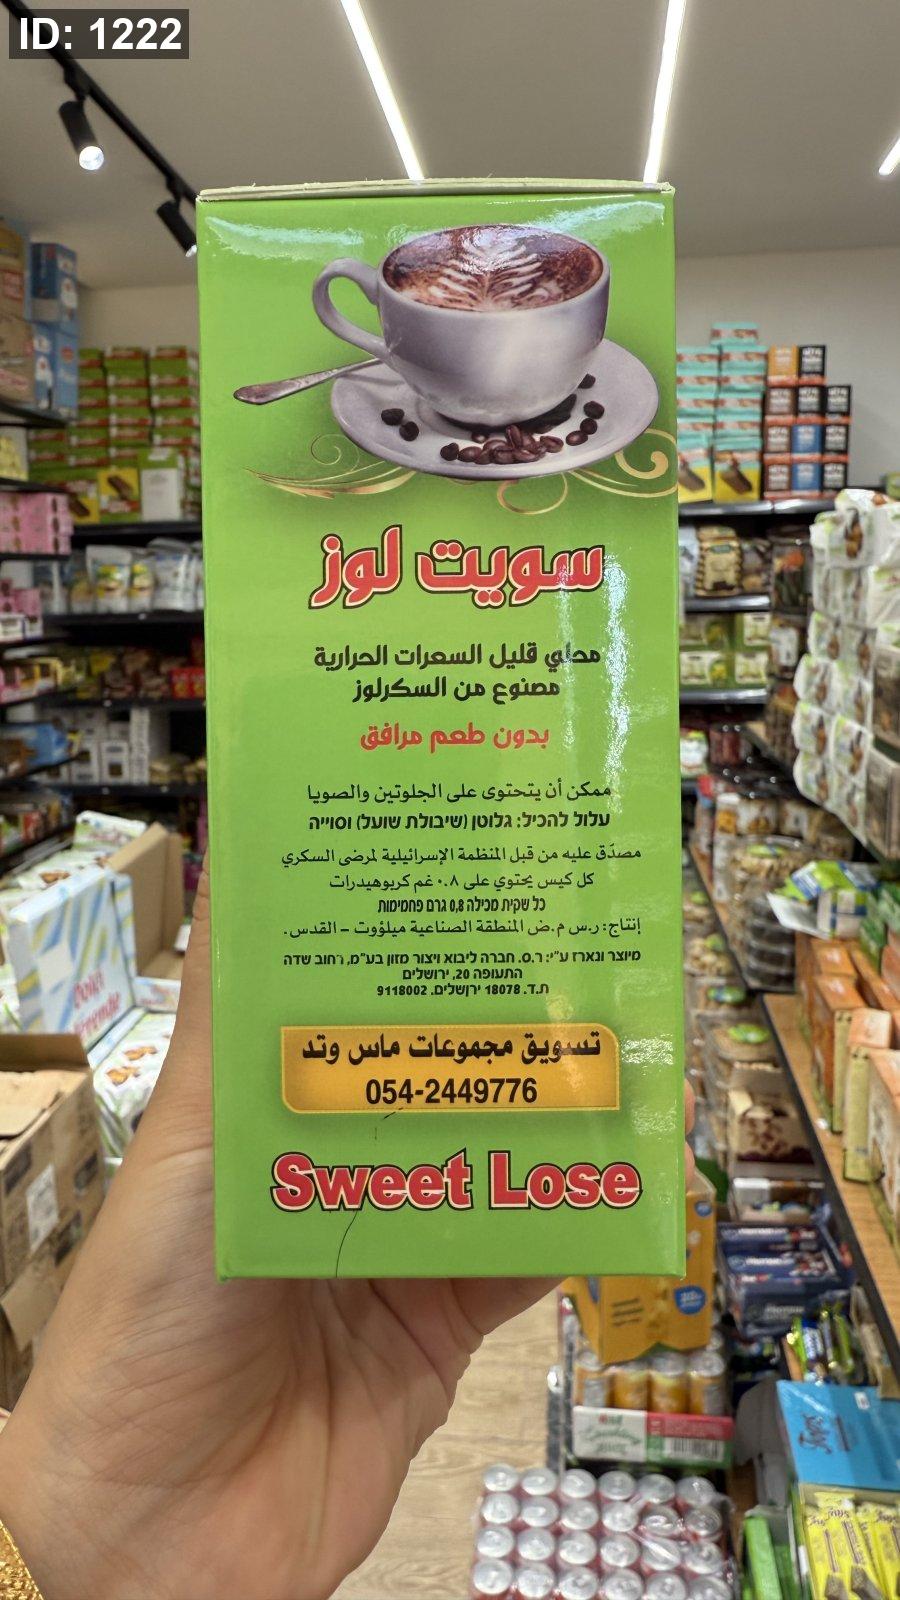 ID: 1222
سويت لوز
محلي قليل السعرات الحرارية
مصنوع من السكرلوز
بدون طعم مرافق
ممكن أن يتحتوى على الجلوتين والصويا
עלול להכיל: גלוטן (שיבולת שועל) וסוייה
مصدّق عليه من قبل المنظمة الإسرائيلية لمرضى السكري
كل كيس يحتوي على ٠.٨ غم كربوهيدرات
כל שקית מכילה 0,8 גרם פחמימות
إنتاج: ر.س م.ض المنطقة الصناعية ميلؤوت – القدس.
מיוצר ונארז ע"י: ר.ס. חברה ליבוא ויצור מזון בע"מ, רחוב שדה
התעופה 20, ירושלים
ת.ד. 18078 ירושלים. 9118002
تسويق مجموعات ماس وتد
054-2449776
Sweet Lose